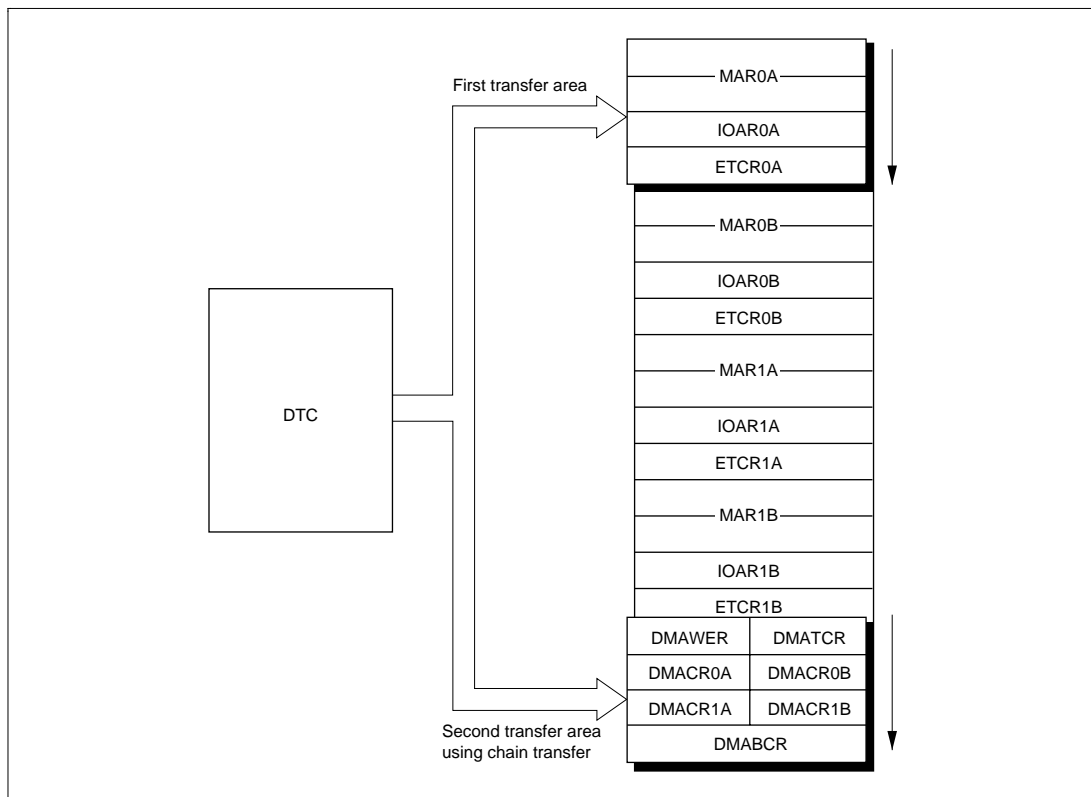 First transfer area
MAR0A
IOAR0A
ETCR0A
MAR0B
IOAR0B
ETCR0B
MAR1A
DTC
IOAR1A
ETCR1A
MAR1B
IOAR1B
ETCR1B
DMAWER DMATCR
DMACR0A DMACR0B
DMACR1A DMACR1B
Second transfer area
using chain transfer
DMABCR